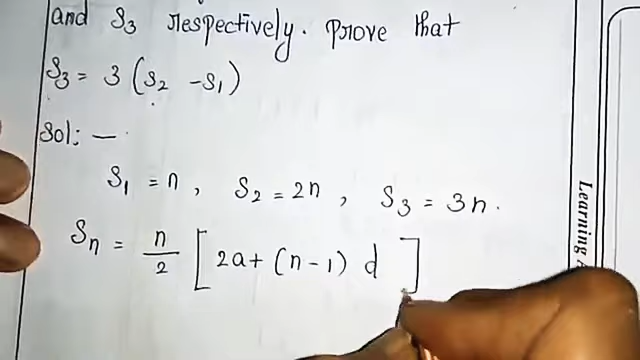 and S3 respectively. Prove that
S3 = 3 (S2 - S1)
Sol: —
S1 = n, S2 = 2n, S3 = 3n.
Sn = n/2 [2a + (n-1) d]
Learning